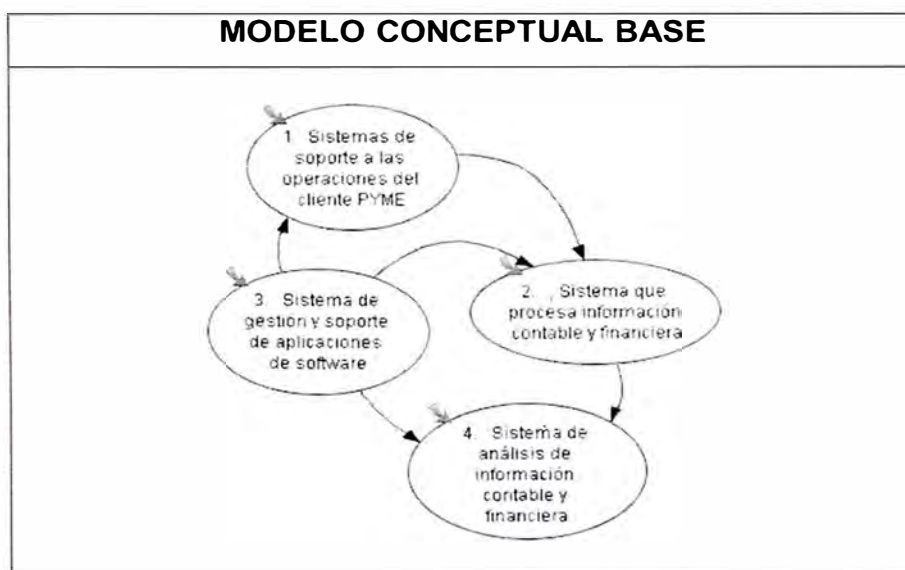 MODELO CONCEPTUAL BASE
1. Sistemas de
soporte a las
operaciones del
cliente PYME
3. Sistema de
gestión y soporte
de aplicaciones
de software
2. , Sistema que
procesa información
contable y financiera
4. Sistema de
análisis de
información
contable y
financiera